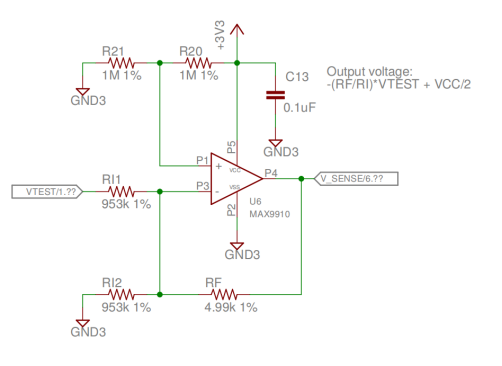 +3V3
R21
R20
1M 1%
1M 1%
C13
0.1uF
Output voltage:
-(RF/RI)*VTEST + VCC/2
GND3
GND3
P5
P1
+
VCC
P4
V_SENSE/6.??
VTEST/1.??
RI1
P3
-
VSS
U6
MAX9910
953k 1%
P2
GND3
RI2
RF
953k 1%
4.99k 1%
GND3